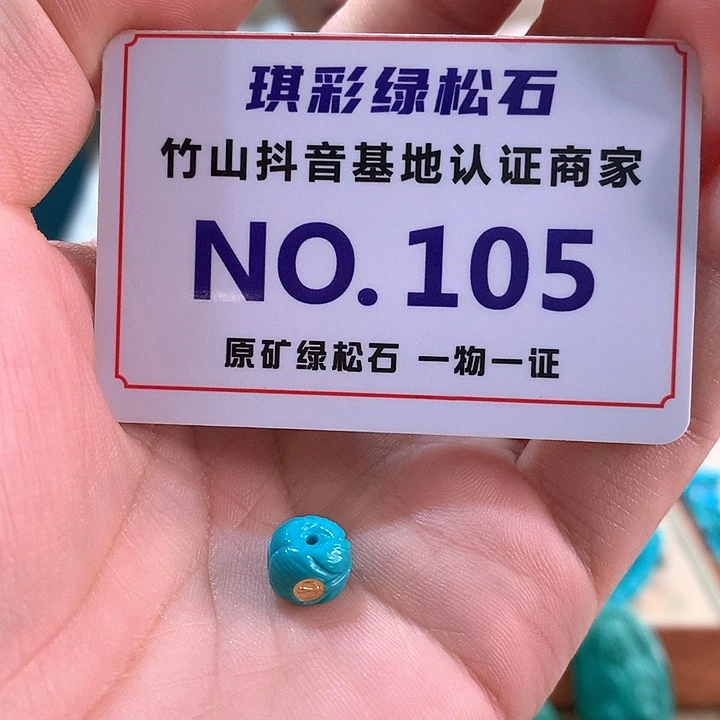 琪彩绿松石
竹山抖音基地认证商家
NO.105
原矿绿松石 一物一证